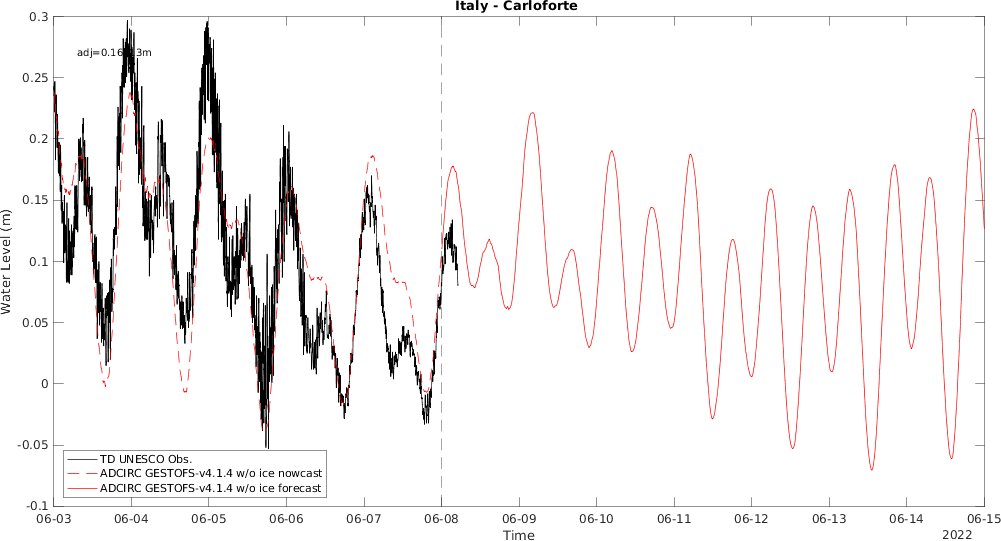 Italy - Carloforte
0.3
0.25
0.2
0.15
0.1
0.05
0
-0.05
-0.1
Water Level (m)
TD UNESCO Obs.
ADCIRC GESTOFS-v4.1.4 w/o ice nowcast
ADCIRC GESTOFS-v4.1.4 w/o ice forecast
06-03 06-04 06-05 06-06 06-07 06-08 06-09 06-10 06-11 06-12 06-13 06-14 06-15
Time
2022